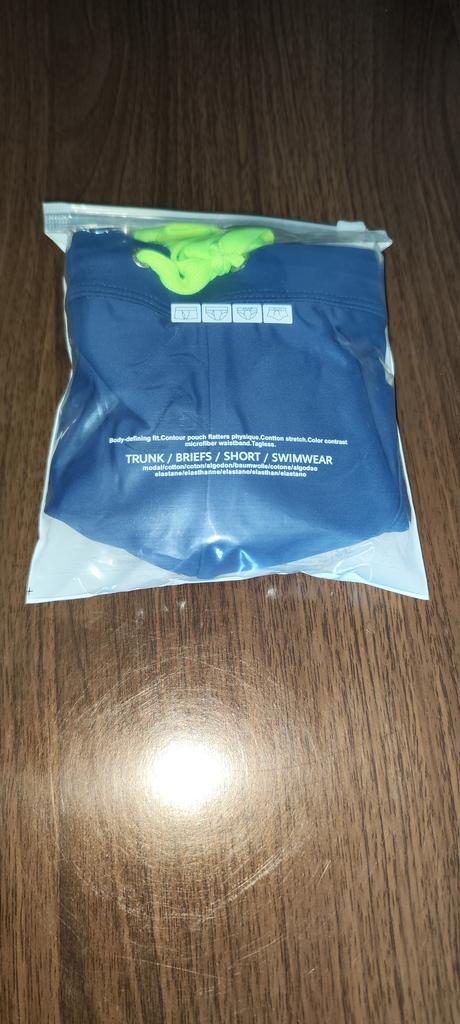 Body-defining fit.Contour pouch flatters physique.Contton stretch.Color contrast
microfiber waistband.Tagless.
TRUNK / BRIEFS / SHORT / SWIMWEAR
modal/cotton/coton/algodon/baumwolle/cotone/algodao
elastane/elasthanne/elastano/elasthan/elastano